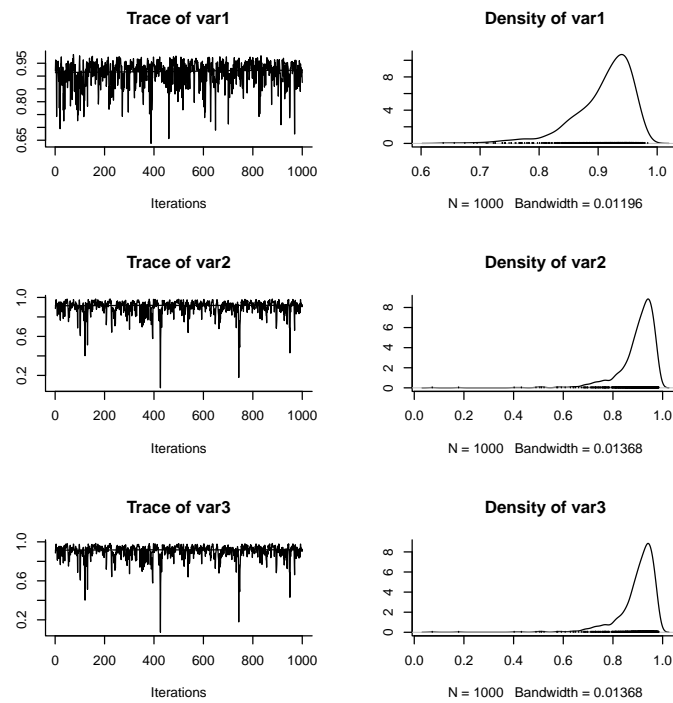 Trace of var1
0.65 0.80 0.95
0 200 400 600 800 1000
Iterations
Density of var1
0 4 8
0.6 0.7 0.8 0.9 1.0
N = 1000 Bandwidth = 0.01196
Trace of var2
0.2 0.6 1.0
0 200 400 600 800 1000
Iterations
Density of var2
0 2 4 6 8
0.0 0.2 0.4 0.6 0.8 1.0
N = 1000 Bandwidth = 0.01368
Trace of var3
0.2 0.6 1.0
0 200 400 600 800 1000
Iterations
Density of var3
0 2 4 6 8
0.0 0.2 0.4 0.6 0.8 1.0
N = 1000 Bandwidth = 0.01368